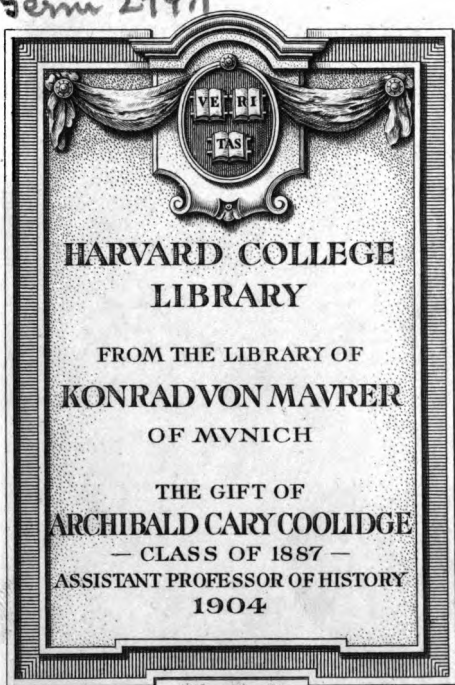 VE RI
TAS
HARVARD COLLEGE
LIBRARY
FROM THE LIBRARY OF
KONRAD VON MAVRER
OF MVNICH
THE GIFT OF
ARCHIBALD CARY COOLIDGE
— CLASS OF 1887 —
ASSISTANT PROFESSOR OF HISTORY
1904